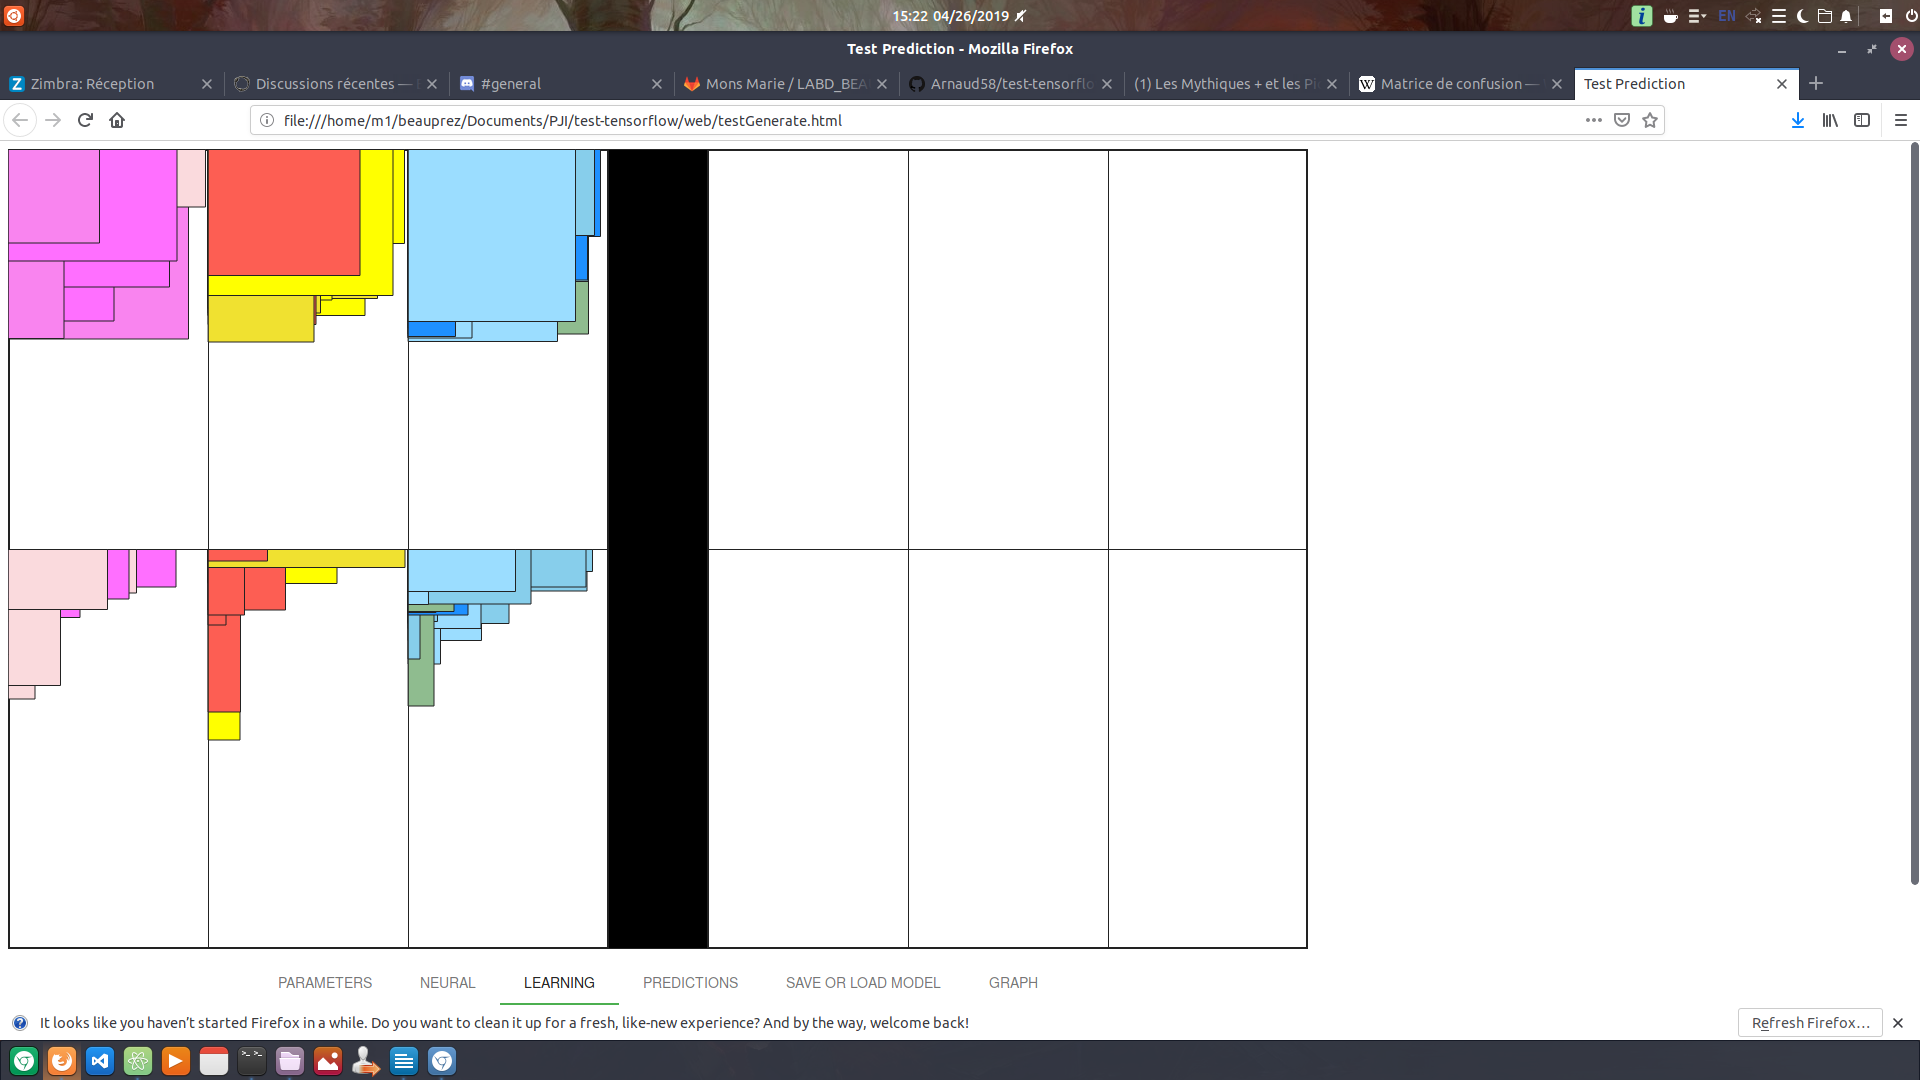 15:22 04/26/2019
EN
Test Prediction - Mozilla Firefox
Zimbra: Réception
Discussions récentes —
#general
Mons Marie / LABD_BEA
Arnaud58/test-tensorflo
(1) Les Mythiques + et les Pi
Matrice de confusion —
Test Prediction
file:///home/m1/beauprez/Documents/PJI/test-tensorflow/web/testGenerate.html
PARAMETERS
NEURAL
LEARNING
PREDICTIONS
SAVE OR LOAD MODEL
GRAPH
It looks like you haven't started Firefox in a while. Do you want to clean it up for a fresh, like-new experience? And by the way, welcome back!
Refresh Firefox...